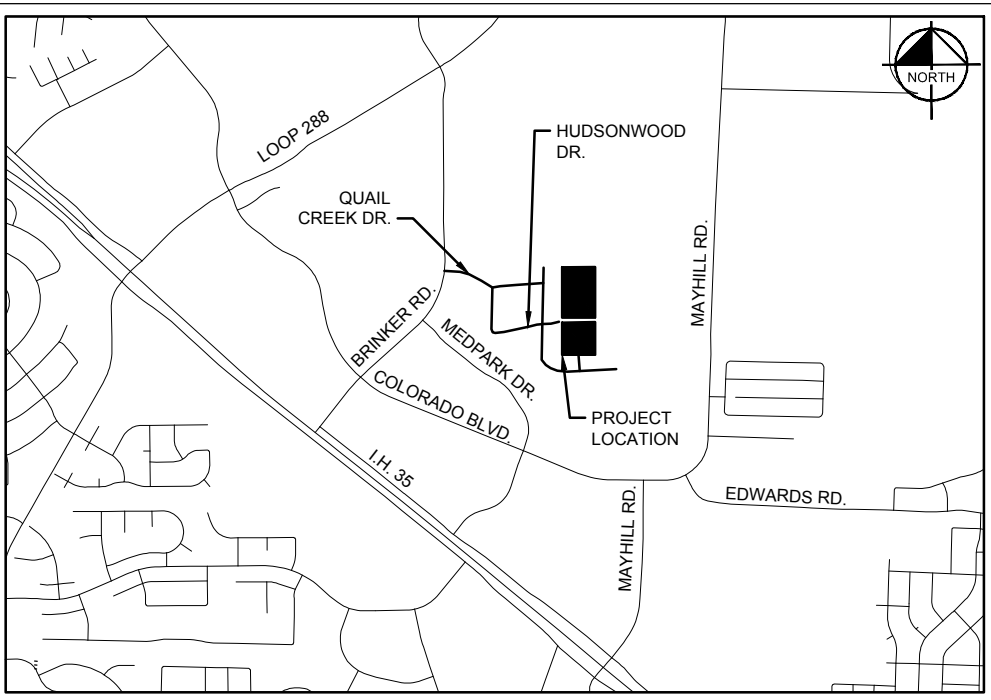 NORTH
LOOP 288
HUDSONWOOD
DR.
QUAIL
CREEK DR.
MAYHILL RD.
BRINKER RD.
MEDPARK DR.
COLORADO BLVD.
PROJECT
LOCATION
I.H. 35
MAYHILL RD.
EDWARDS RD.